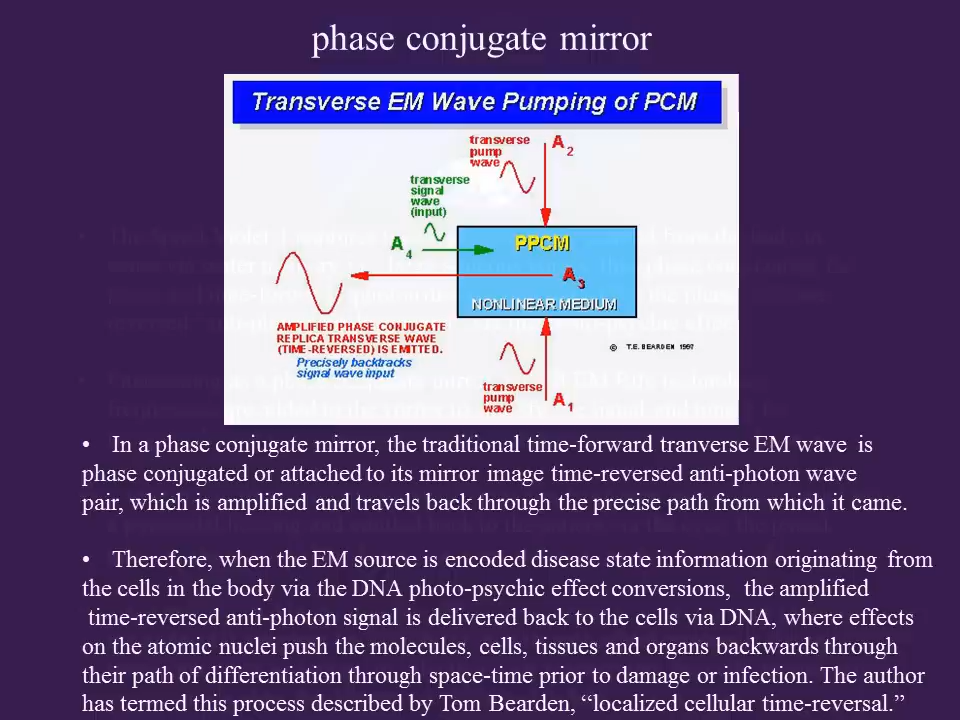 phase conjugate mirror
Transverse EM Wave Pumping of PCM
transverse
pump
wave
A2
transverse
signal
wave
(input)
A4
PPCM
A3
NONLINEAR MEDIUM
AMPLIFIED PHASE CONJUGATE
REPLICA TRANSVERSE WAVE
(TIME-REVERSED) IS EMITTED.
Precisely backtracks
signal wave input
© T.E. BEARDEN 1997
transverse
pump
wave
A1
• In a phase conjugate mirror, the traditional time-forward tranverse EM wave is
phase conjugated or attached to its mirror image time-reversed anti-photon wave
pair, which is amplified and travels back through the precise path from which it came.
• Therefore, when the EM source is encoded disease state information originating from
the cells in the body via the DNA photo-psychic effect conversions, the amplified
time-reversed anti-photon signal is delivered back to the cells via DNA, where effects
on the atomic nuclei push the molecules, cells, tissues and organs backwards through
their path of differentiation through space-time prior to damage or infection. The author
has termed this process described by Tom Bearden, “localized cellular time-reversal.”